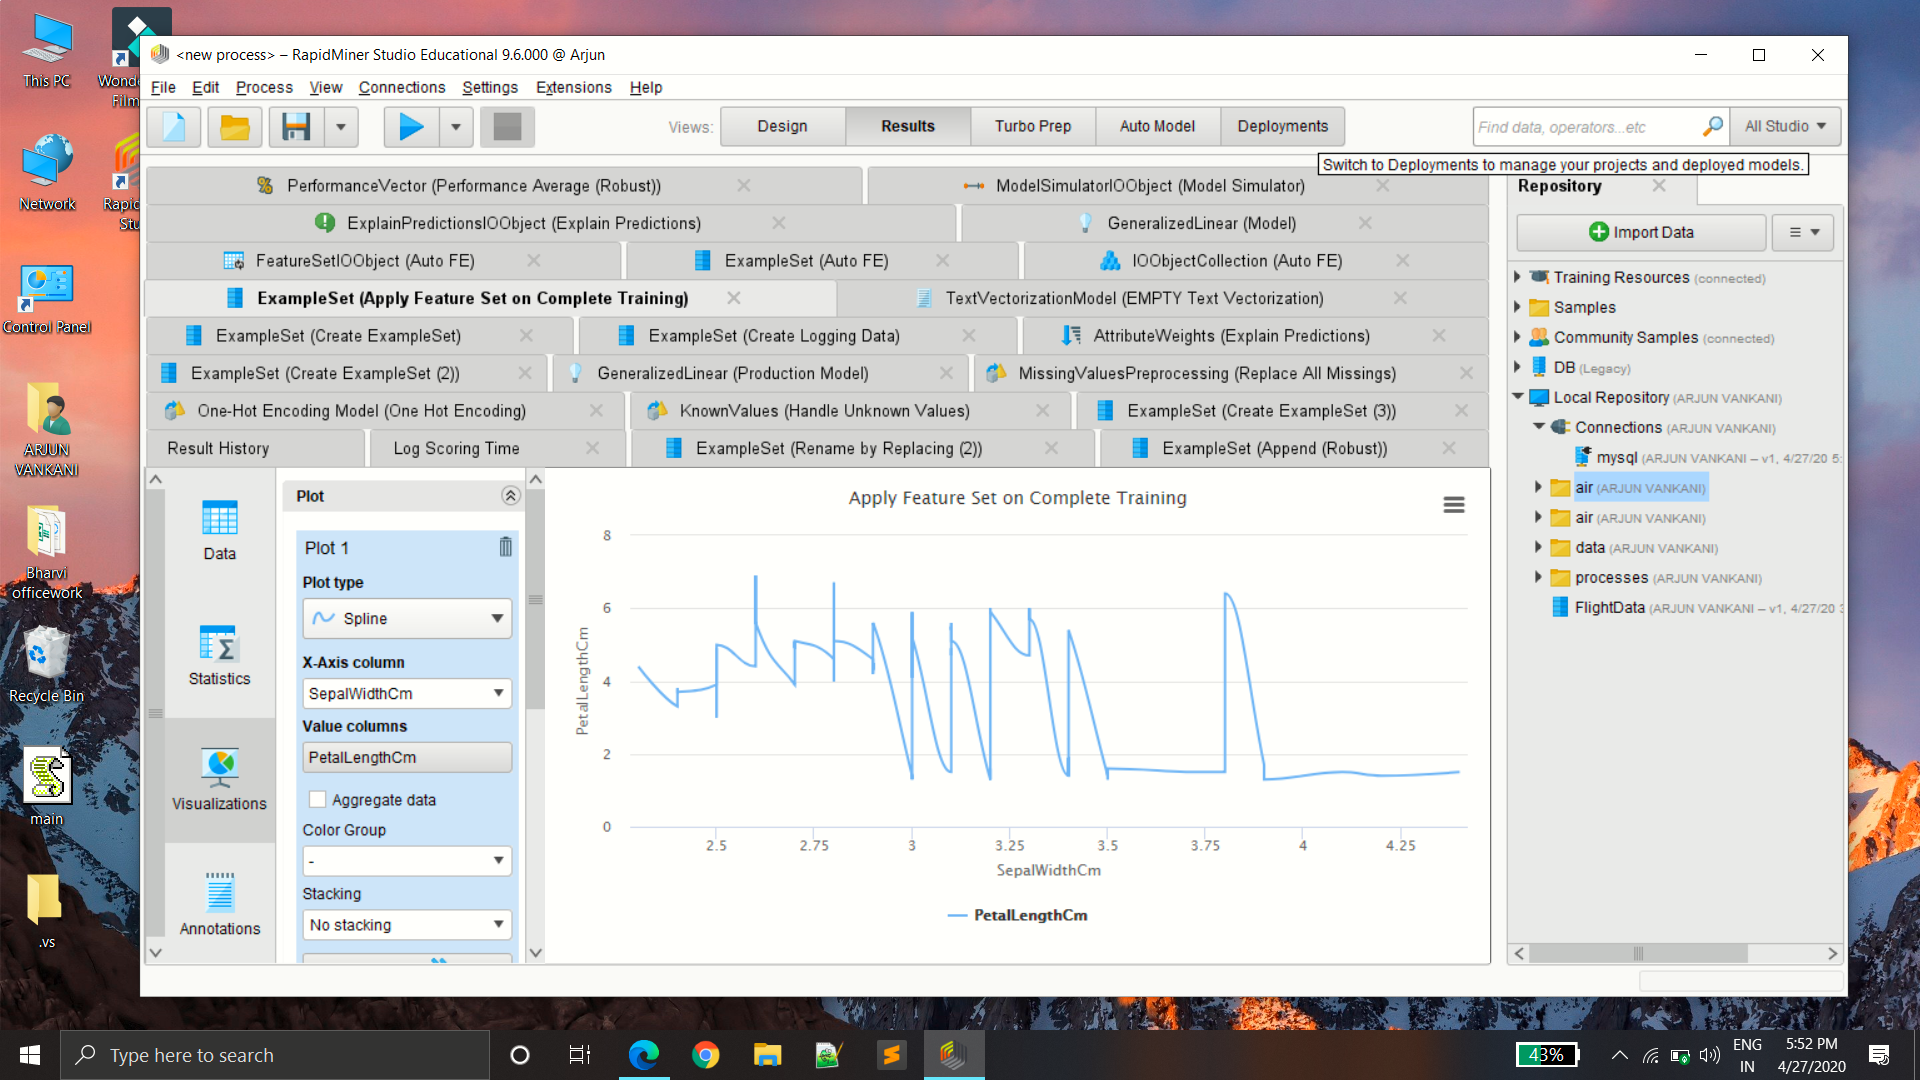 This PC
Wonde
Film
Network
Rapid
Stu
Control Panel
ARJUN
VANKANI
Bharvi
officework
Recycle Bin
main
.vs
<new process> – RapidMiner Studio Educational 9.6.000 @ Arjun
File Edit Process View Connections Settings Extensions Help
Views: Design Results Turbo Prep Auto Model Deployments
Find data, operators...etc
All Studio
Switch to Deployments to manage your projects and deployed models.
PerformanceVector (Performance Average (Robust))
ModelSimulatorIOObject (Model Simulator)
ExplainPredictionsIOObject (Explain Predictions)
GeneralizedLinear (Model)
FeatureSetIOObject (Auto FE)
ExampleSet (Auto FE)
IOObjectCollection (Auto FE)
ExampleSet (Apply Feature Set on Complete Training)
TextVectorizationModel (EMPTY Text Vectorization)
ExampleSet (Create ExampleSet)
ExampleSet (Create Logging Data)
AttributeWeights (Explain Predictions)
ExampleSet (Create ExampleSet (2))
GeneralizedLinear (Production Model)
MissingValuesPreprocessing (Replace All Missings)
One-Hot Encoding Model (One Hot Encoding)
KnownValues (Handle Unknown Values)
ExampleSet (Create ExampleSet (3))
Result History
Log Scoring Time
ExampleSet (Rename by Replacing (2))
ExampleSet (Append (Robust))
Data
Statistics
Visualizations
Annotations
Plot
Plot 1
Plot type
Spline
X-Axis column
SepalWidthCm
Value columns
PetalLengthCm
Aggregate data
Color Group
-
Stacking
No stacking
Apply Feature Set on Complete Training
8
6
4
2
0
PetalLengthCm
2.5 2.75 3 3.25 3.5 3.75 4 4.25
SepalWidthCm
PetalLengthCm
Repository
Import Data
Training Resources (connected)
Samples
Community Samples (connected)
DB (Legacy)
Local Repository (ARJUN VANKANI)
Connections (ARJUN VANKANI)
mysql (ARJUN VANKANI – v1, 4/27/20 5:
air (ARJUN VANKANI)
air (ARJUN VANKANI)
data (ARJUN VANKANI)
processes (ARJUN VANKANI)
FlightData (ARJUN VANKANI – v1, 4/27/20 3
Type here to search
43%
ENG
IN
5:52 PM
4/27/2020